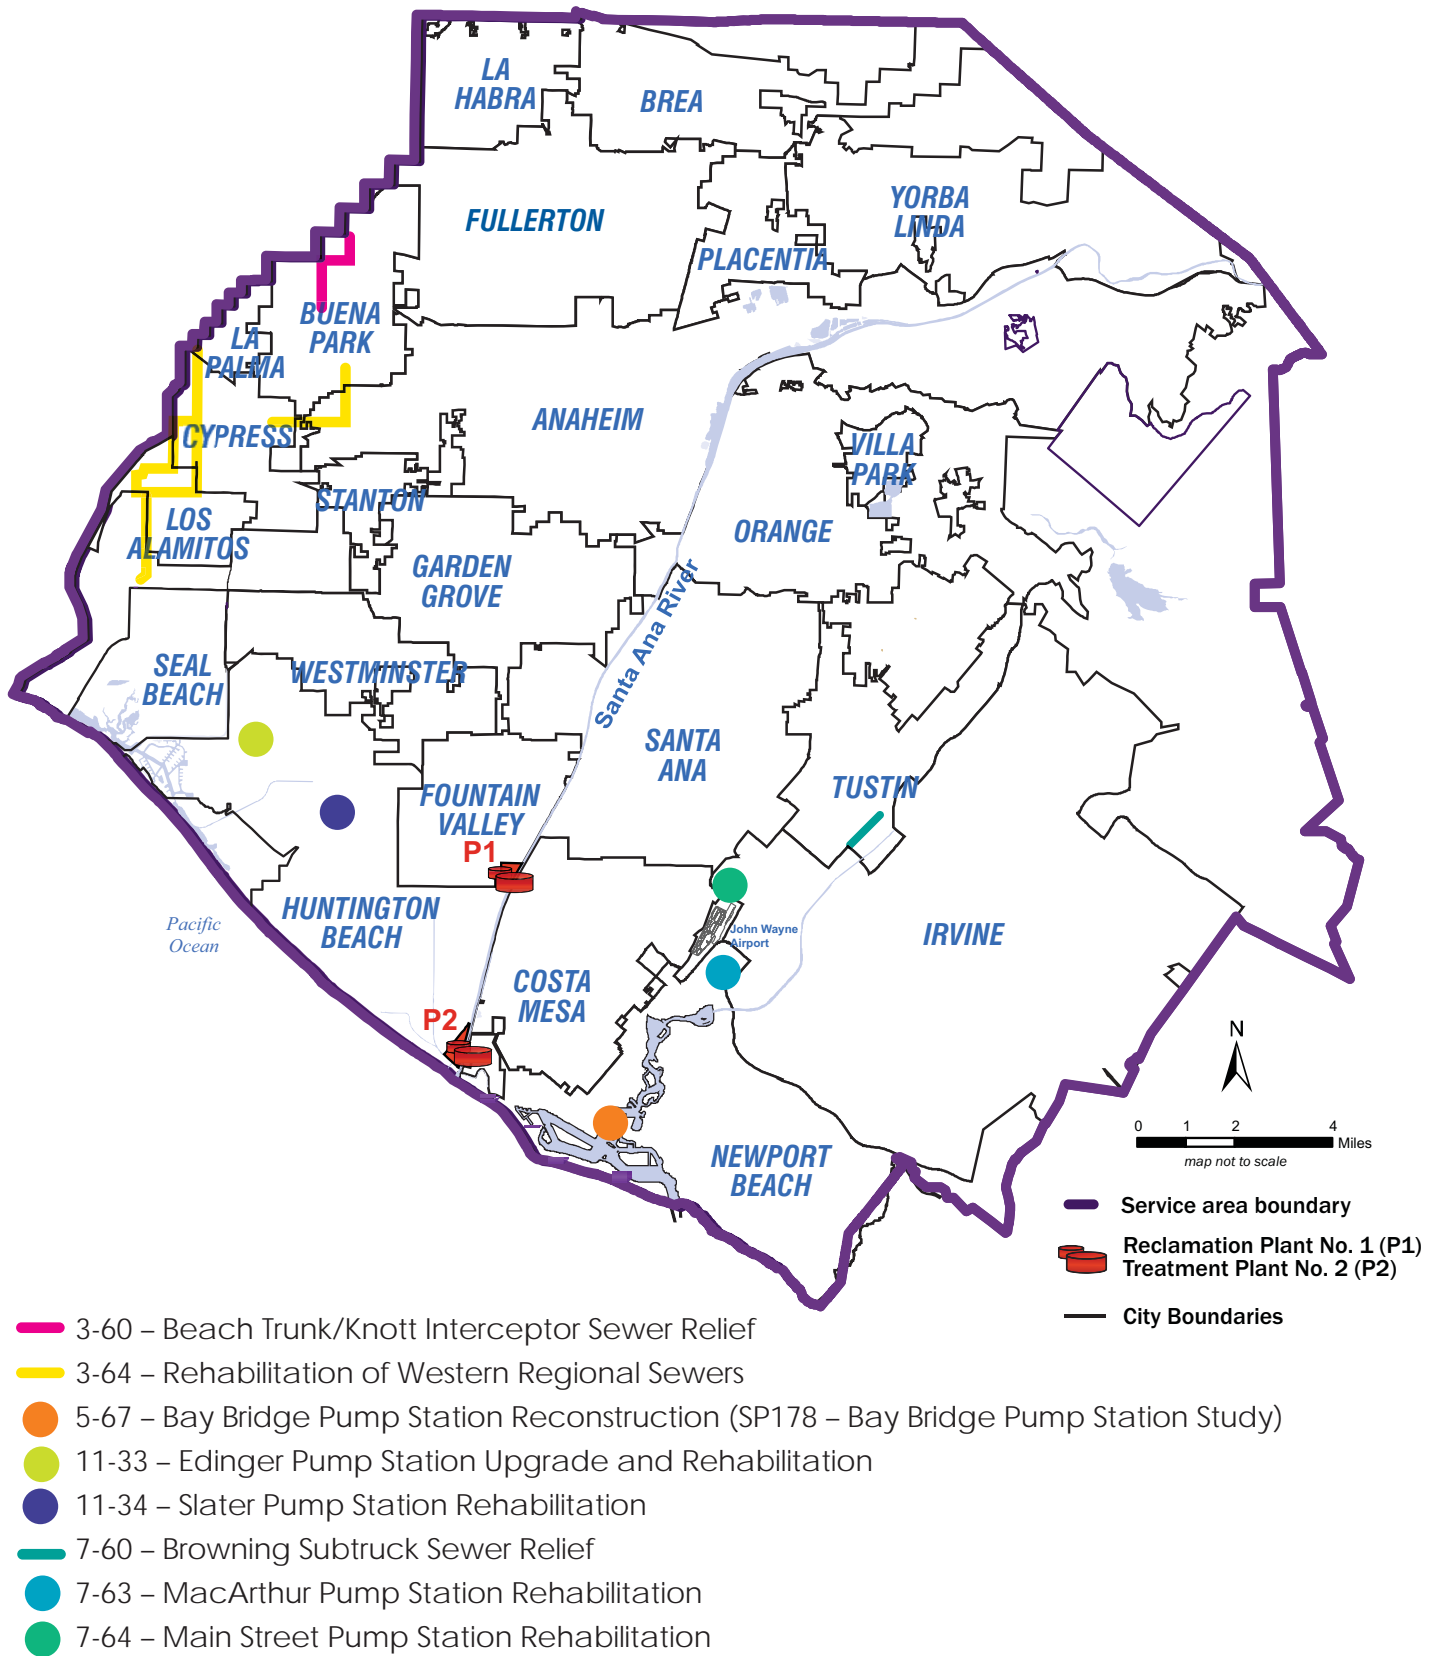 LA
HABRA
BREA
FULLERTON
YORBA
LINDA
PLACENTIA
BUENA
PARK
LA
PALMA
ANAHEIM
CYPRESS
VILLA
PARK
STANTON
LOS
ALAMITOS
ORANGE
GARDEN
GROVE
Santa Ana River
SEAL
BEACH
WESTMINSTER
SANTA
ANA
TUSTIN
FOUNTAIN
VALLEY
P1
HUNTINGTON
BEACH
Pacific
Ocean
John Wayne
Airport
IRVINE
COSTA
MESA
P2
NEWPORT
BEACH
N
0 1 2 4
Miles
map not to scale
Service area boundary
Reclamation Plant No. 1 (P1)
Treatment Plant No. 2 (P2)
City Boundaries
3-60 – Beach Trunk/Knott Interceptor Sewer Relief
3-64 – Rehabilitation of Western Regional Sewers
5-67 – Bay Bridge Pump Station Reconstruction (SP178 – Bay Bridge Pump Station Study)
11-33 – Edinger Pump Station Upgrade and Rehabilitation
11-34 – Slater Pump Station Rehabilitation
7-60 – Browning Subtruck Sewer Relief
7-63 – MacArthur Pump Station Rehabilitation
7-64 – Main Street Pump Station Rehabilitation